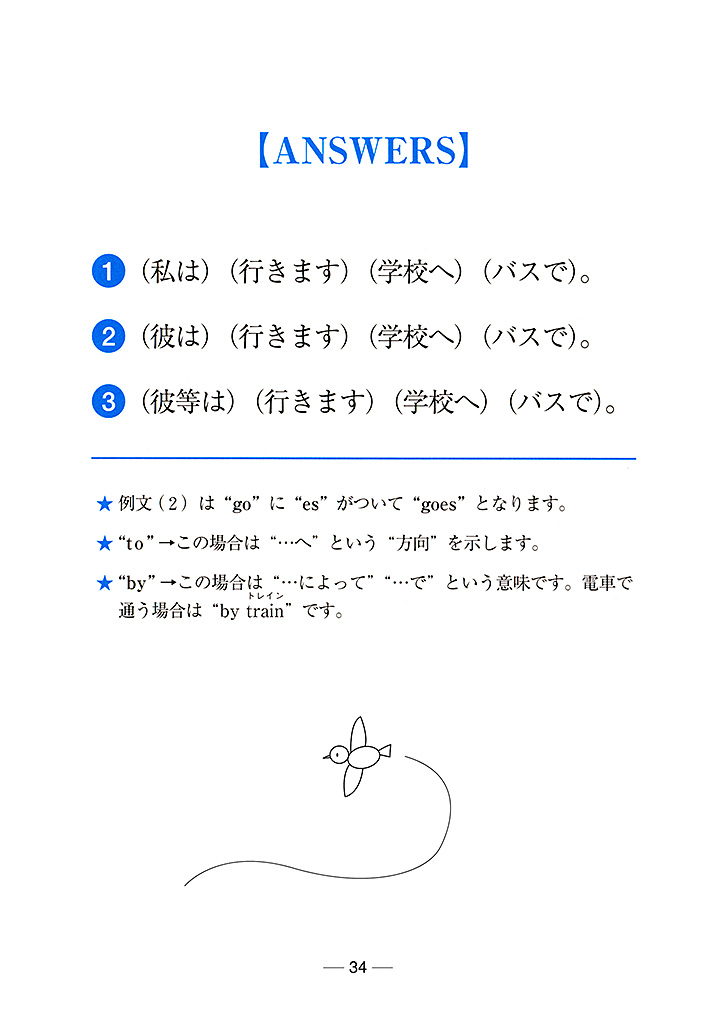 【ANSWERS】
1 (私は) (行きます) (学校へ) (バスで)。
2 (彼は) (行きます) (学校へ) (バスで)。
3 (彼等は) (行きます) (学校へ) (バスで)。
★ 例文(2) は “go” に “es” がついて “goes” となります。
★ “to”→この場合は “…へ” という “方向” を示します。
★ “by”→この場合は “…によって” “…で” という意味です。電車で
トレイン
通う場合は “by train” です。
— 34 —